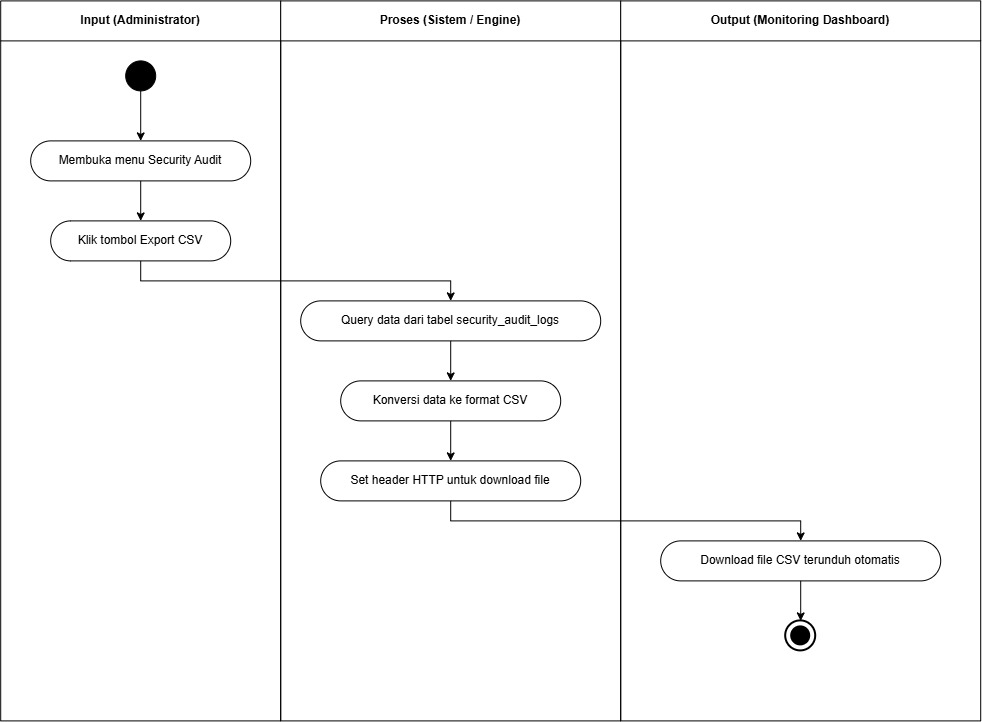 Input (Administrator)
Proses (Sistem / Engine)
Output (Monitoring Dashboard)
Membuka menu Security Audit
Klik tombol Export CSV
Query data dari tabel security_audit_logs
Konversi data ke format CSV
Set header HTTP untuk download file
Download file CSV terunduh otomatis